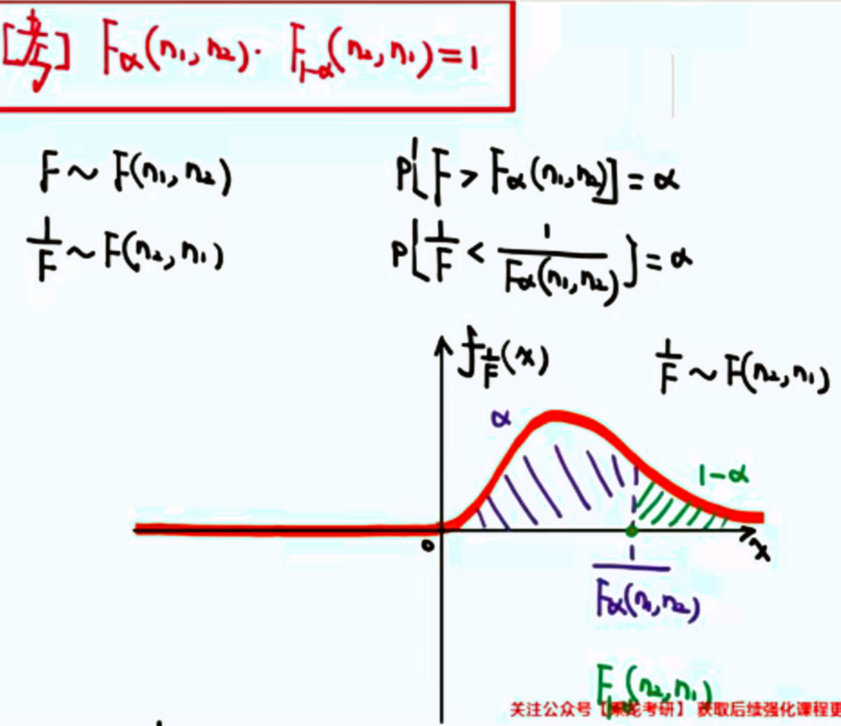 [考] Fα(n₁,n₂)· F₁₋α(n₂,n₁)=1
F~F(n₁,n₂) P[F>Fα(n₁,n₂)]=α
1/F~F(n₂,n₁) P[1/F<1/Fα(n₁,n₂)]=α
f1/F(x) 1/F~F(n₂,n₁)
α
1-α
0 x
1/Fα(n₁,n₂)
(n₂,n₁)
关注公众号【 考研】 获取后续强化课程更